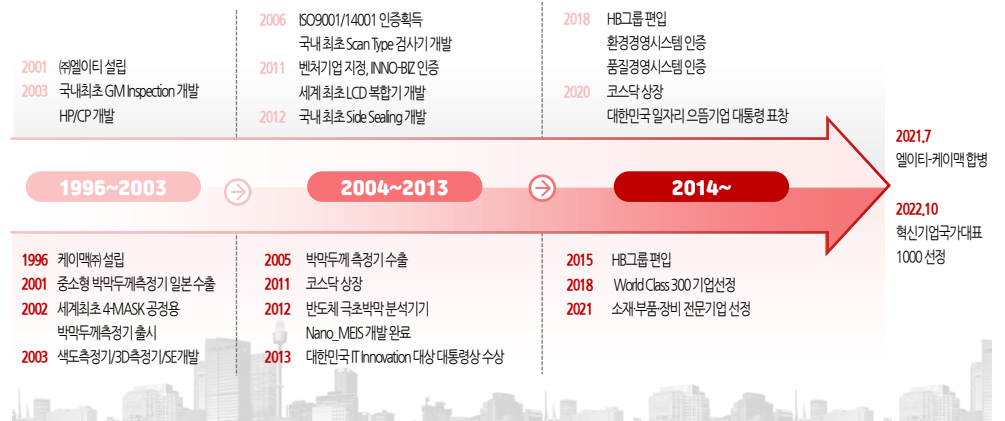 2001 ㈜엘이티 설립
2003 국내최초 GM Inspection 개발
HP/CP 개발
2006 ISO9001/14001 인증획득
국내 최초 Scan Type 검사기 개발
2011 벤처기업 지정, INNO-BIZ 인증
세계 최초 LCD 복합기 개발
2012 국내 최초 Side Sealing 개발
2018 HB그룹 편입
환경경영시스템 인증
품질경영시스템 인증
2020 코스닥 상장
대한민국 일자리 으뜸기업 대통령 표창
1996~2003
2004~2013
2014~
2021.7
엘이티-케이맥 합병
2022.10
혁신기업국가대표
1000 선정
1996 케이맥㈜ 설립
2001 중소형 박막두께측정기 일본 수출
2002 세계최초 4-MASK 공정용
박막두께측정기 출시
2003 색도측정기/3D측정기/SE개발
2005 박막두께 측정기 수출
2011 코스닥 상장
2012 반도체 극초박막 분석기기
Nano_MEIS 개발 완료
2013 대한민국 IT Innovation 대상 대통령상 수상
2015 HB그룹 편입
2018 World Class 300 기업선정
2021 소재·부품·장비 전문기업 선정